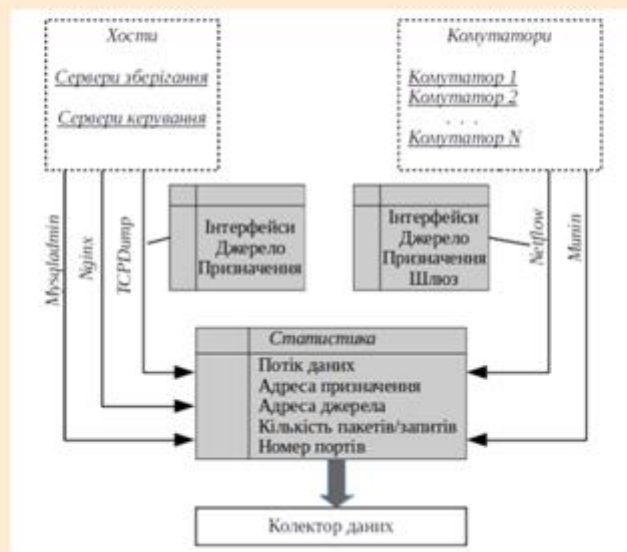 Хости
Сервери зберігання
Сервери керування
Комутатори
Комутатор 1
Комутатор 2
. . .
Комутатор N
Mysqladmin
Nginx
TCPDump
Інтерфейси
Джерело
Призначення
Інтерфейси
Джерело
Призначення
Шлюз
Netflow
Munin
Статистика
Потік даних
Адреса призначення
Адреса джерела
Кількість пакетів/запитів
Номер портів
Колектор даних